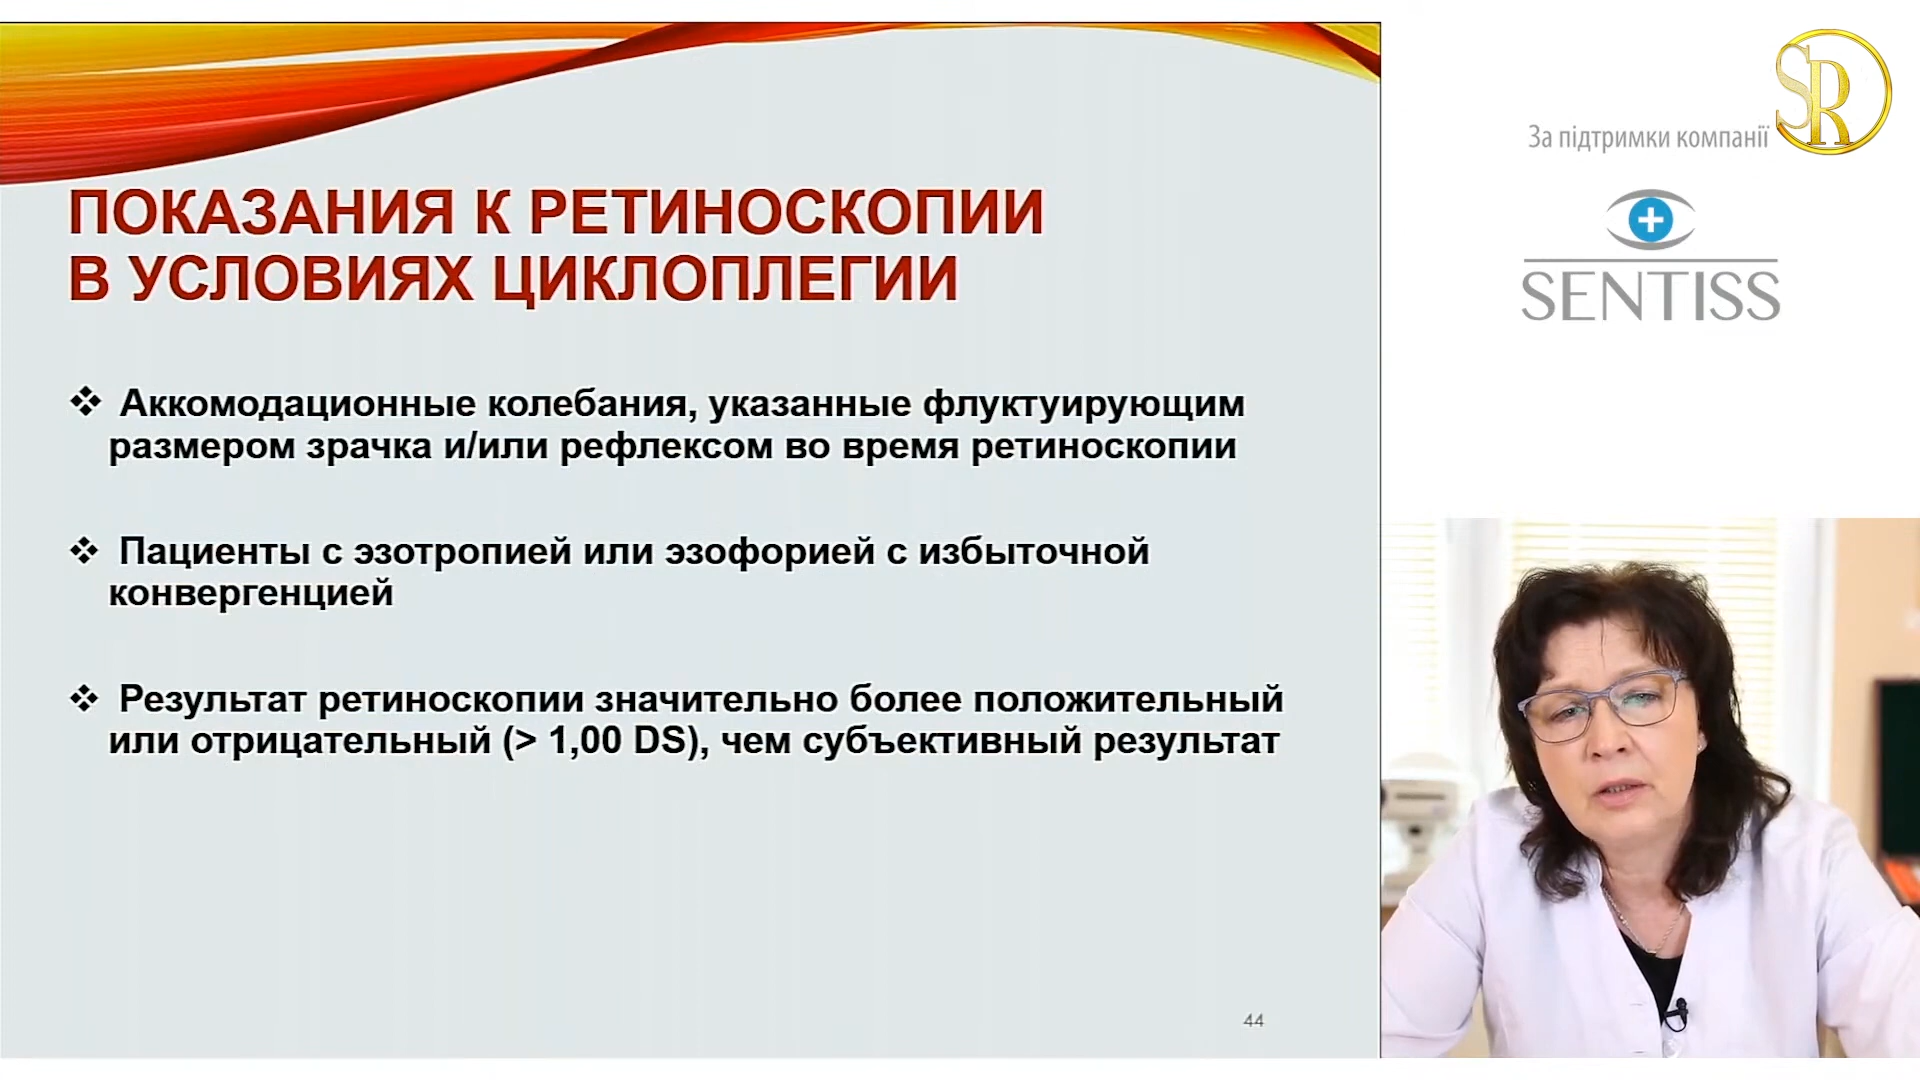 ПОКАЗАНИЯ К РЕТИНОСКОПИИ
В УСЛОВИЯХ ЦИКЛОПЛЕГИИ
❖ Аккомодационные колебания, указанные флуктуирующим
размером зрачка и/или рефлексом во время ретиноскопии
❖ Пациенты с эзотропией или эзофорией с избыточной
конвергенцией
❖ Результат ретиноскопии значительно более положительный
или отрицательный (> 1,00 DS), чем субъективный результат
44
За підтримки компанії
SR
SENTISS